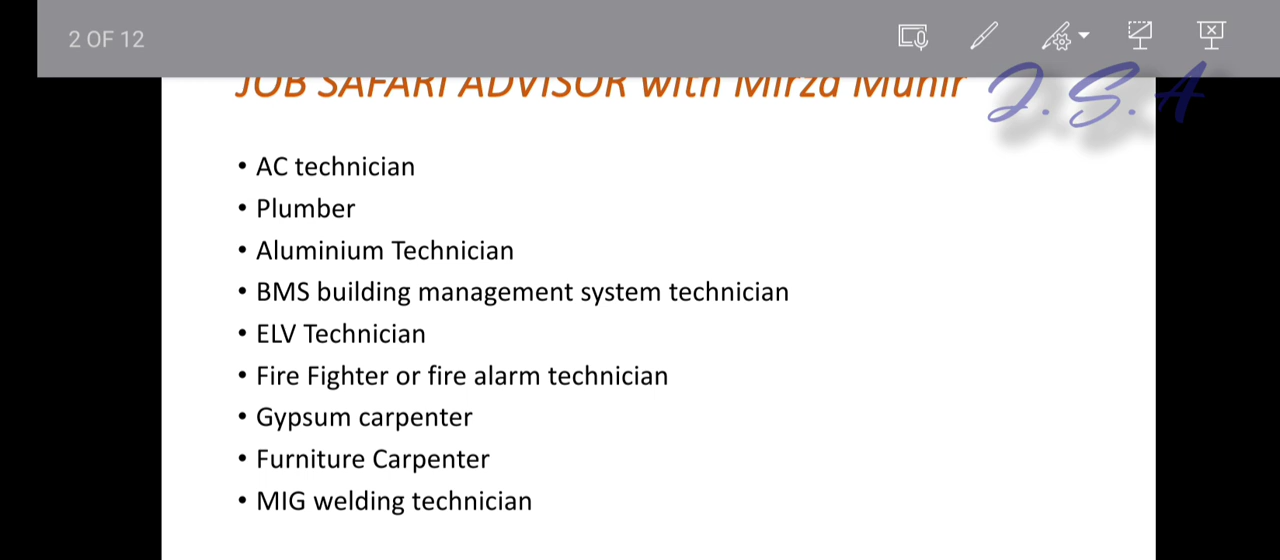 2 OF 12
JOB SAFARI ADVISOR with Mirza Munir
J.S.A
• AC technician
• Plumber
• Aluminium Technician
• BMS building management system technician
• ELV Technician
• Fire Fighter or fire alarm technician
• Gypsum carpenter
• Furniture Carpenter
• MIG welding technician